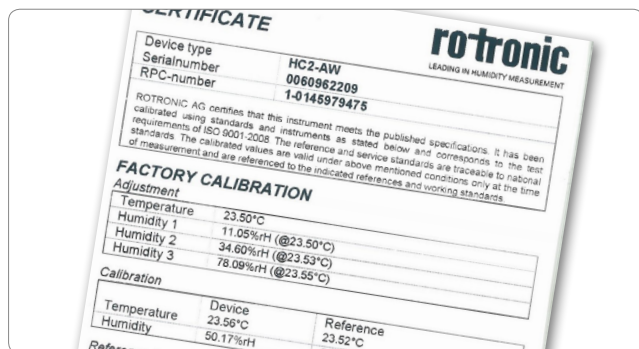 CERTIFICATE
rotronic
LEADING IN HUMIDITY MEASUREMENT
Device type HC2-AW
Serialnumber 0060962209
RPC-number 1-0145979475
ROTRONIC AG certifies that this instrument meets the published specifications. It has been
calibrated using standards and instruments as stated below and corresponds to the test
requirements of ISO 9001-2008. The reference and service standards are traceable to national
standards. The calibrated values are valid under above mentioned conditions only at the time
of measurement and are referenced to the indicated references and working standards.
FACTORY CALIBRATION
Adjustment
Temperature 23.50°C
Humidity 1 11.05%rH (@23.50°C)
Humidity 2 34.60%rH (@23.53°C)
Humidity 3 78.09%rH (@23.55°C)
Calibration
Device Reference
Temperature 23.56°C 23.52°C
Humidity 50.17%rH